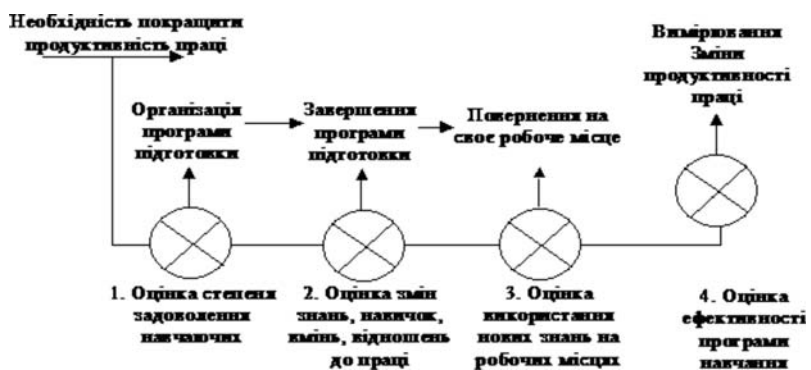 Необхідність покращити
продуктивність праці
Вимірювання
Зміни
продуктивності
праці
Організація
програми
підготовки
Завершення
програми
підготовки
Повернення на
своє робоче місце
1. Оцінка степеня
задоволення
навчаючих
2. Оцінка змін
знань, навичок,
вмінь, відношень
до праці
3. Оцінка
використання
нових знань на
робочих місцях
4. Оцінка
ефективності
програми
навчання